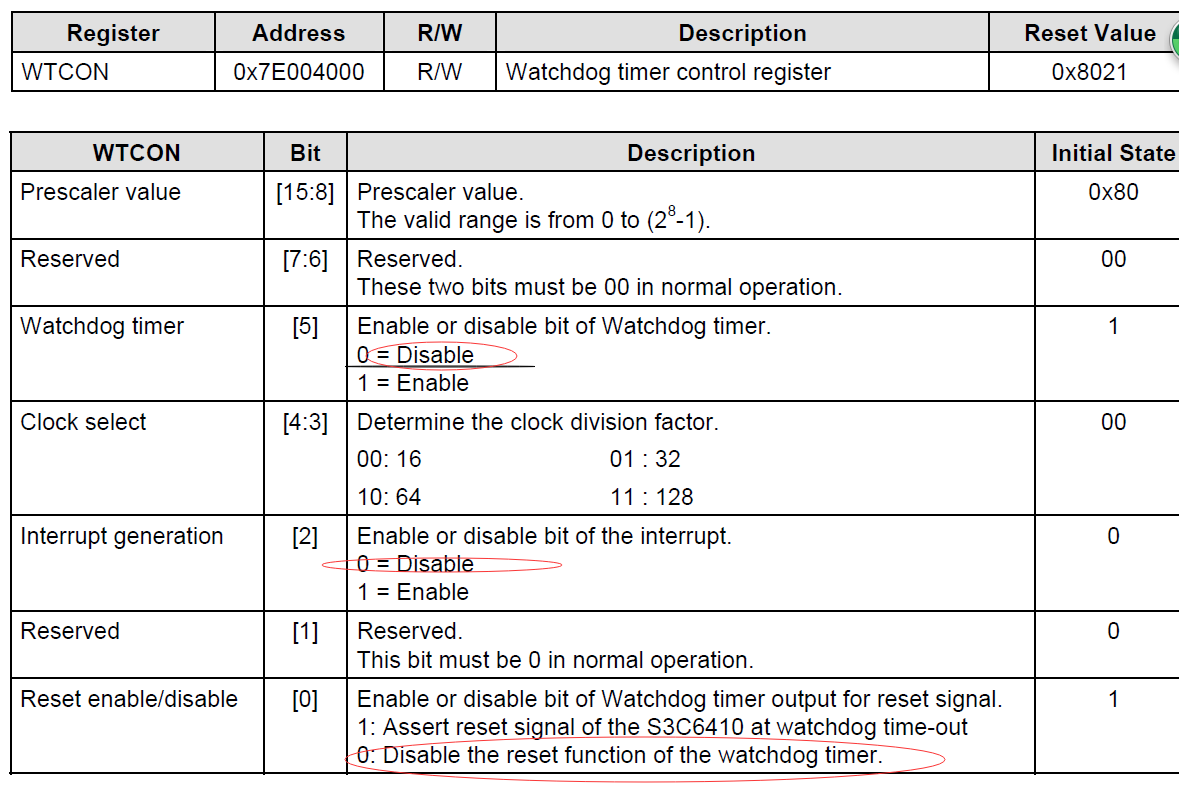 Register Address R/W Description Reset Value
WTCON 0x7E004000 R/W Watchdog timer control register 0x8021
WTCON Bit Description Initial State
Prescaler value [15:8] Prescaler value. 0x80
The valid range is from 0 to (2⁸-1).
Reserved [7:6] Reserved. 00
These two bits must be 00 in normal operation.
Watchdog timer [5] Enable or disable bit of Watchdog timer. 1
0 = Disable
1 = Enable
Clock select [4:3] Determine the clock division factor. 00
00: 16 01 : 32
10: 64 11 : 128
Interrupt generation [2] Enable or disable bit of the interrupt. 0
0 = Disable
1 = Enable
Reserved [1] Reserved. 0
This bit must be 0 in normal operation.
Reset enable/disable [0] Enable or disable bit of Watchdog timer output for reset signal. 1
1: Assert reset signal of the S3C6410 at watchdog time-out
0: Disable the reset function of the watchdog timer.